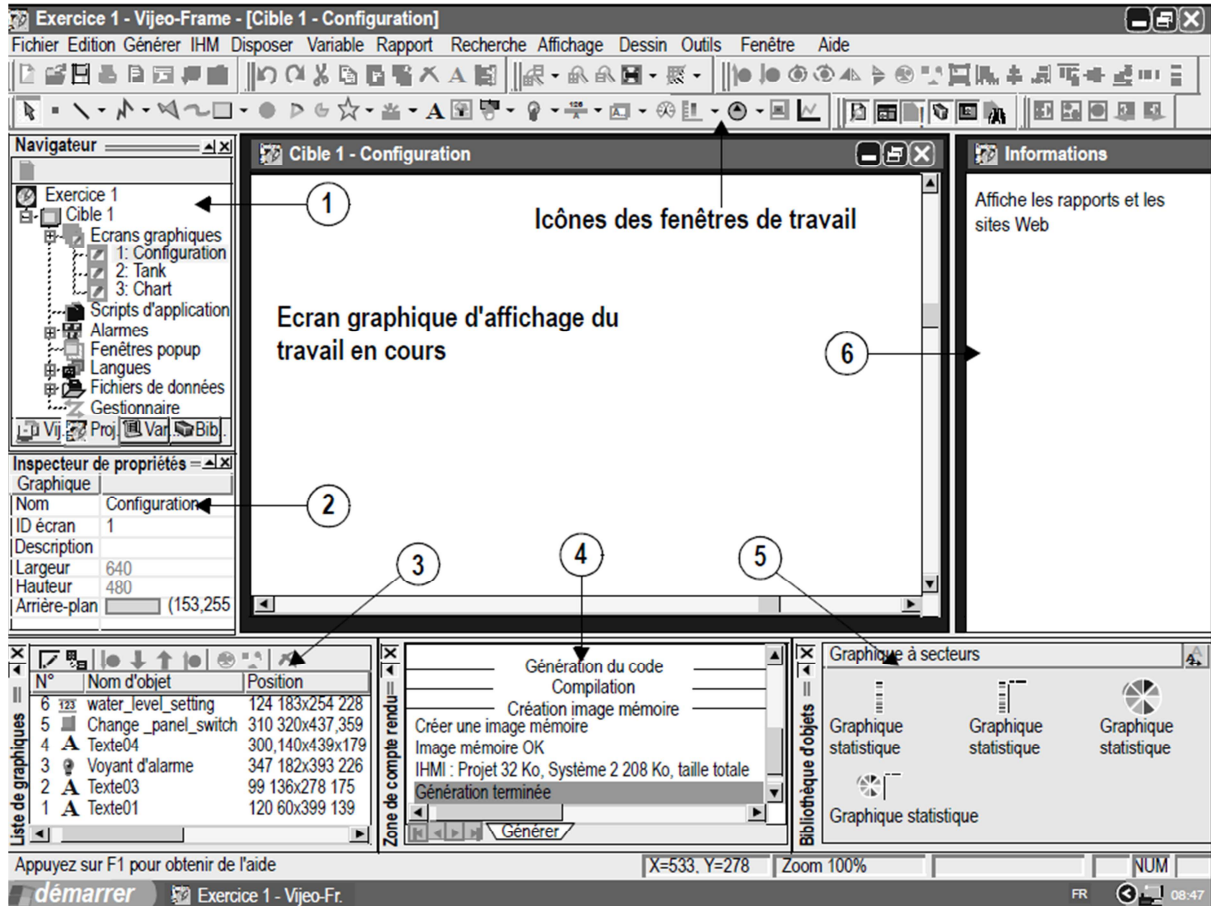 Exercice 1 - Vijeo-Frame - [Cible 1 - Configuration]
Fichier Edition Générer IHM Disposer Variable Rapport Recherche Affichage Dessin Outils Fenêtre Aide
Navigateur
Exercice 1
Cible 1
Ecrans graphiques
1: Configuration
2: Tank
3: Chart
Scripts d'application
Alarmes
Fenêtres popup
Langues
Fichiers de données
Gestionnaire
Vij. Proj. Var. Bib.
1
Cible 1 - Configuration
Icônes des fenêtres de travail
Ecran graphique d'affichage du
travail en cours
Informations
Affiche les rapports et les
sites Web
6
Inspecteur de propriétés
Graphique
Nom Configuration
ID écran 1
Description
Largeur 640
Hauteur 480
Arrière-plan (153,255
2
3
4
5
Liste de graphiques
N° Nom d'objet Position
6 123 water_level_setting 124 183x254 228
5 Change _panel_switch 310 320x437,359
4 A Texte04 300,140x439x179
3 Voyant d'alarme 347 182x393 226
2 A Texte03 99 136x278 175
1 A Texte01 120 60x399 139
Zone de compte rendu
Génération du code
Compilation
Création image mémoire
Créer une image mémoire
Image mémoire OK
IHMI : Projet 32 Ko, Système 2 208 Ko, taille totale
Génération terminée
Générer
Bibliothèque d'objets
Graphique à secteurs
Graphique
statistique
Graphique
statistique
Graphique
statistique
Graphique statistique
Appuyez sur F1 pour obtenir de l'aide
X=533, Y=278 Zoom 100% NUM
démarrer Exercice 1 - Vijeo-Fr. FR 08:47